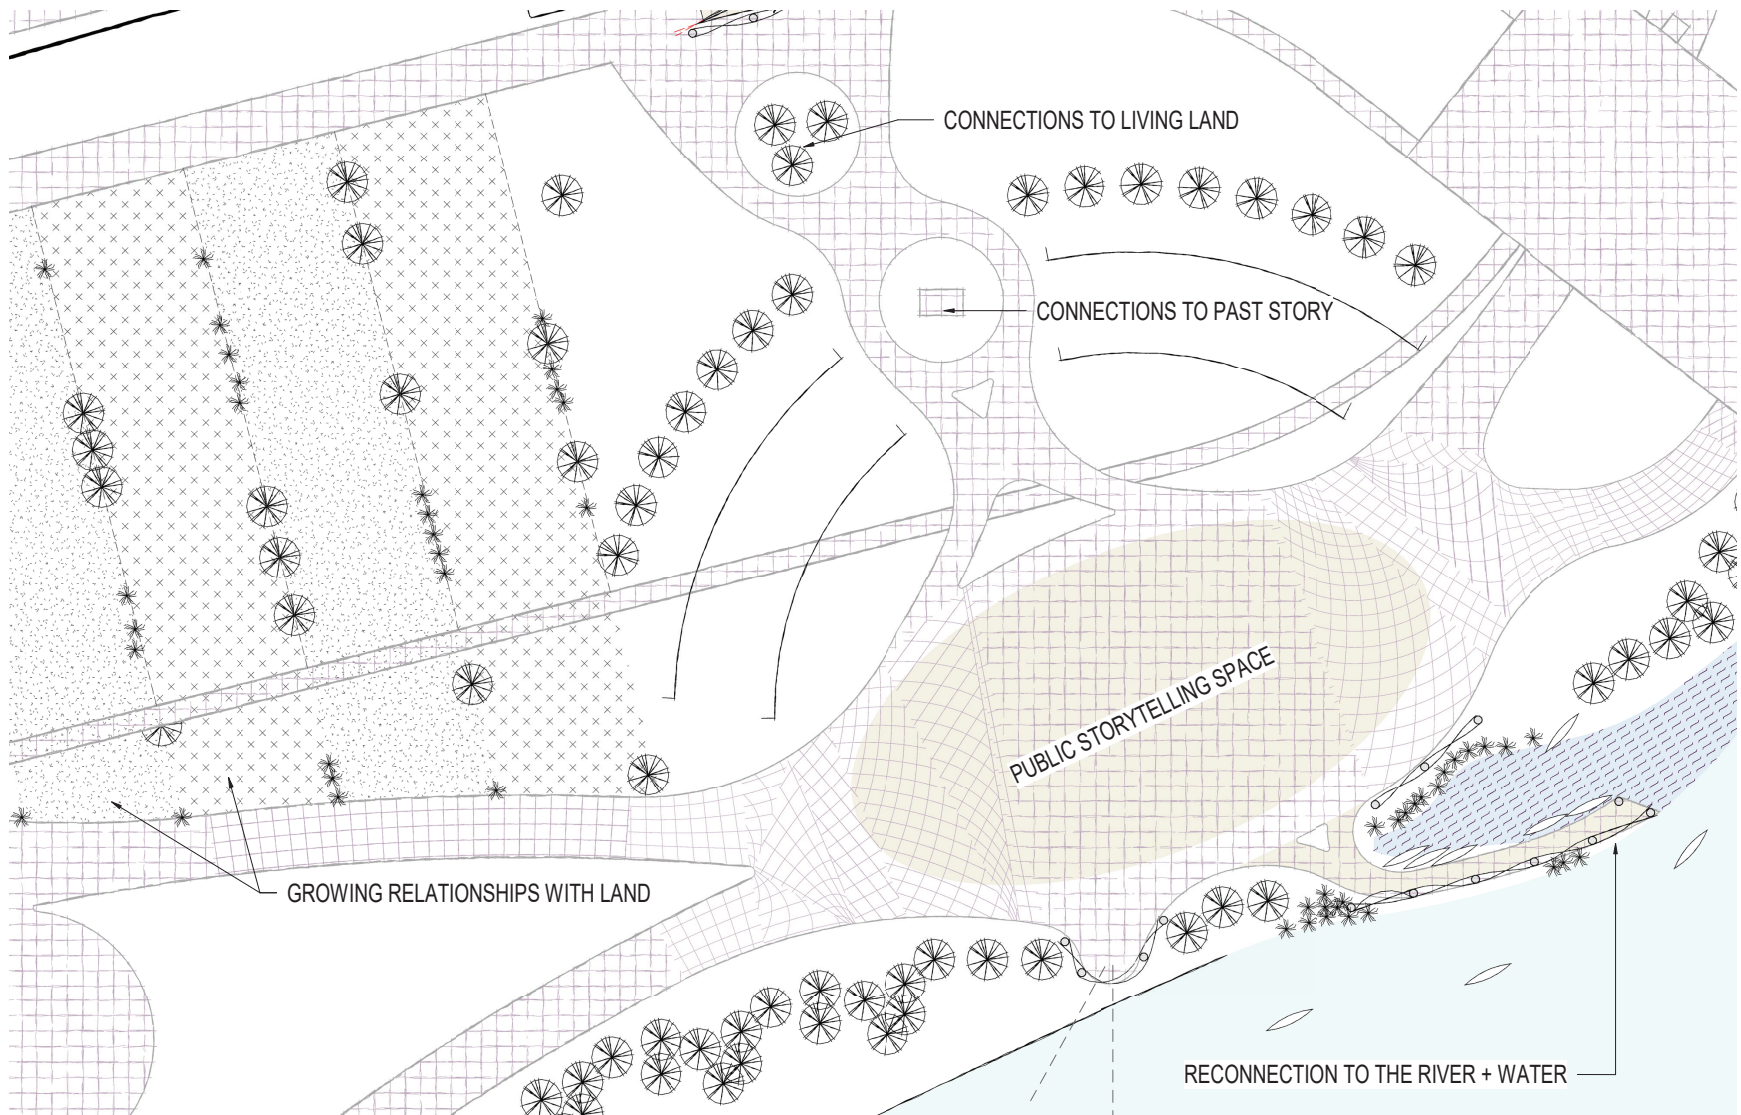 CONNECTIONS TO LIVING LAND
CONNECTIONS TO PAST STORY
PUBLIC STORYTELLING SPACE
GROWING RELATIONSHIPS WITH LAND
RECONNECTION TO THE RIVER + WATER